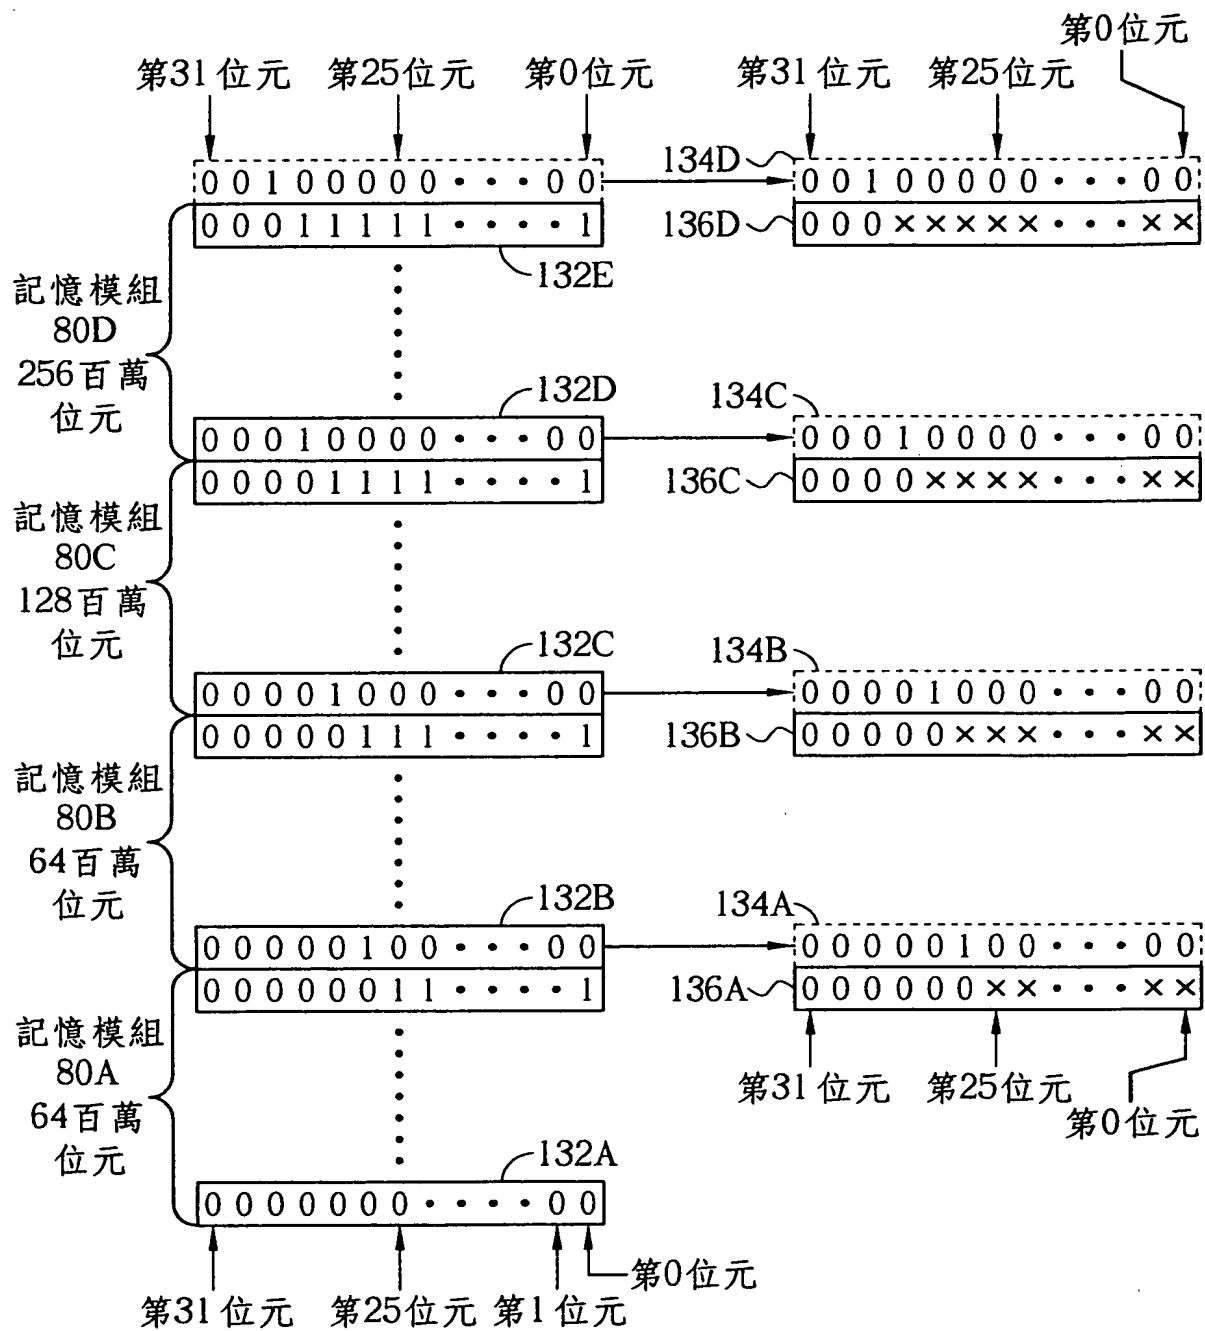 第0位元
第31位元 第25位元 第0位元 第31位元 第25位元
0 0 1 0 0 0 0 0 ··· 0 0 134D 0 0 1 0 0 0 0 0 ··· 0 0
0 0 0 1 1 1 1 1 ···· 1 136D 0 0 0 × × × × × ··· × ×
132E
記憶模組
80D
256百萬
位元
132D 134C
0 0 0 1 0 0 0 0 ··· 0 0 0 0 0 1 0 0 0 0 ··· 0 0
0 0 0 0 1 1 1 1 ···· 1 136C 0 0 0 0 × × × × ··· × ×
記憶模組
80C
128百萬
位元
132C 134B
0 0 0 0 1 0 0 0 ··· 0 0 0 0 0 0 1 0 0 0 ··· 0 0
0 0 0 0 0 1 1 1 ···· 1 136B 0 0 0 0 0 × × × ··· × ×
記憶模組
80B
64百萬
位元
132B 134A
0 0 0 0 0 1 0 0 ··· 0 0 0 0 0 0 0 1 0 0 ··· 0 0
0 0 0 0 0 0 1 1 ···· 1 136A 0 0 0 0 0 0 × × ··· × ×
記憶模組
80A
64百萬
位元
第31位元 第25位元
第0位元
132A
0 0 0 0 0 0 0 ···· 0 0
第0位元
第31位元 第25位元 第1位元